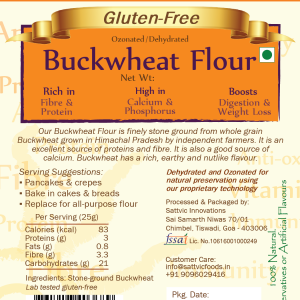 Gluten-Free
Ozonated/Dehydrated
Buckwheat Flour
Net Wt:
Rich in
Fibre &
Protein
High in
Calcium &
Phosphorus
Boosts
Digestion &
Weight Loss
Our Buckwheat Flour is finely stone ground from whole grain
Buckwheat grown in Himachal Pradesh by independent farmers. It is an
excellent source of proteins and fibre. It is also a good source of
calcium. Buckwheat has a rich, earthy and nutlike flavour.
Serving Suggestions:
• Pancakes & crepes
• Bake in cakes & breads
• Replace for all-purpose flour
Per Serving (25g)
Calories (kcal) 83
Proteins (g) 3
Fats (g) 0.8
Fibre (g) 3.3
Carbohydrates (g) 21
Ingredients: Stone-ground Buckwheat
Lab tested gluten-free
Dehydrated and Ozonated for
natural preservation using
our proprietary technology
Processed & Packaged by:
Sattvic Innovations
Sai Samarth Niwas 70/01
Chimbel, Tiswadi, Goa - 403006
fssai Lic. No.10616001000249
Customer Care:
info@sattvicfoods.in
+91 9096029416
Pkg. Date:
100% Natural
ervatives or Artificial Flavours